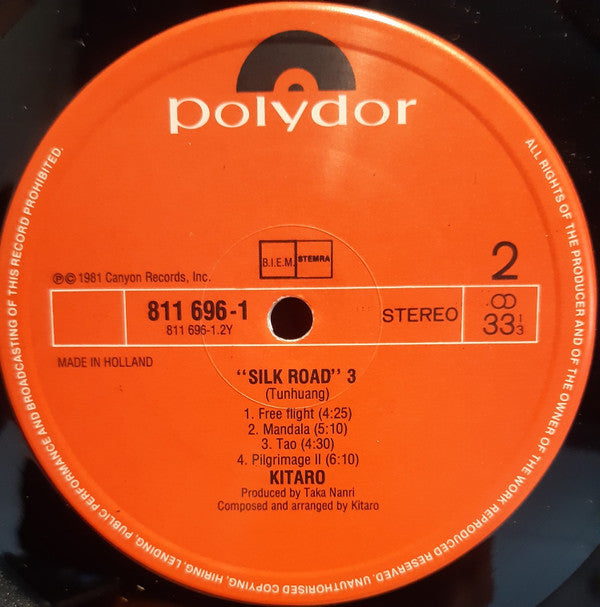 polydor
B.I.E.M. STEMRA
2
℗© 1981 Canyon Records, Inc.
811 696-1
811 696-1.2Y
STEREO
33 1/3
MADE IN HOLLAND
"SILK ROAD" 3
(Tunhuang)
1. Free flight (4:25)
2. Mandala (5:10)
3. Tao (4:30)
4. Pilgrimage II (6:10)
KITARO
Produced by Taka Nanri
Composed and arranged by Kitaro
ALL RIGHTS OF THE PRODUCER AND OF THE OWNER OF THE WORK REPRODUCED RESERVED. UNAUTHORISED COPYING, HIRING, LENDING, PUBLIC PERFORMANCE AND BROADCASTING OF THIS RECORD PROHIBITED.